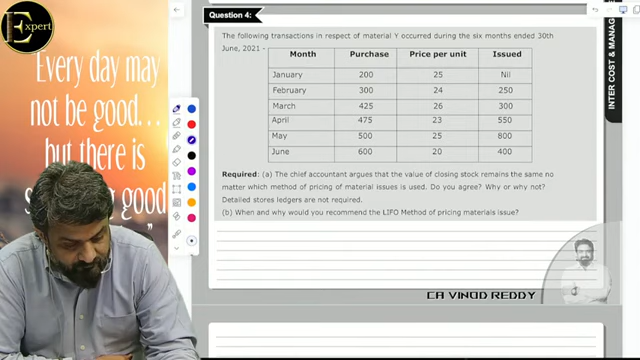 Expert
Every day may
not be good...
but there is
good
Question 4:
The following transactions in respect of material Y occurred during the six months ended 30th
June, 2021 -
Month Purchase Price per unit Issued
January 200 25 Nil
February 300 24 250
March 425 26 300
April 475 23 550
May 500 25 800
June 600 20 400
Required: (a) The chief accountant argues that the value of closing stock remains the same no
matter which method of pricing of material issues is used. Do you agree? Why or why not?
Detailed stores ledgers are not required.
(b) When and why would you recommend the LIFO Method of pricing materials issue?
CA VINOD REDDY
INTER COST & MANAG